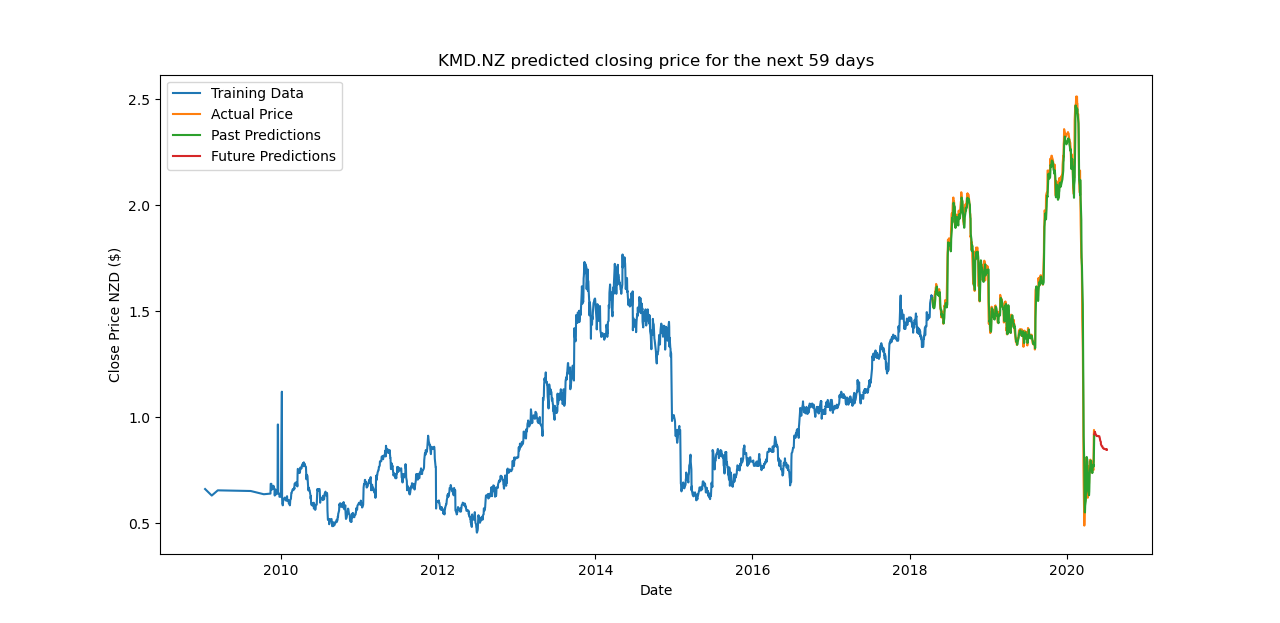 KMD.NZ predicted closing price for the next 59 days
Training Data
Actual Price
Past Predictions
Future Predictions
Close Price NZD ($)
2.5
2.0
1.5
1.0
0.5
2010
2012
2014
2016
2018
2020
Date